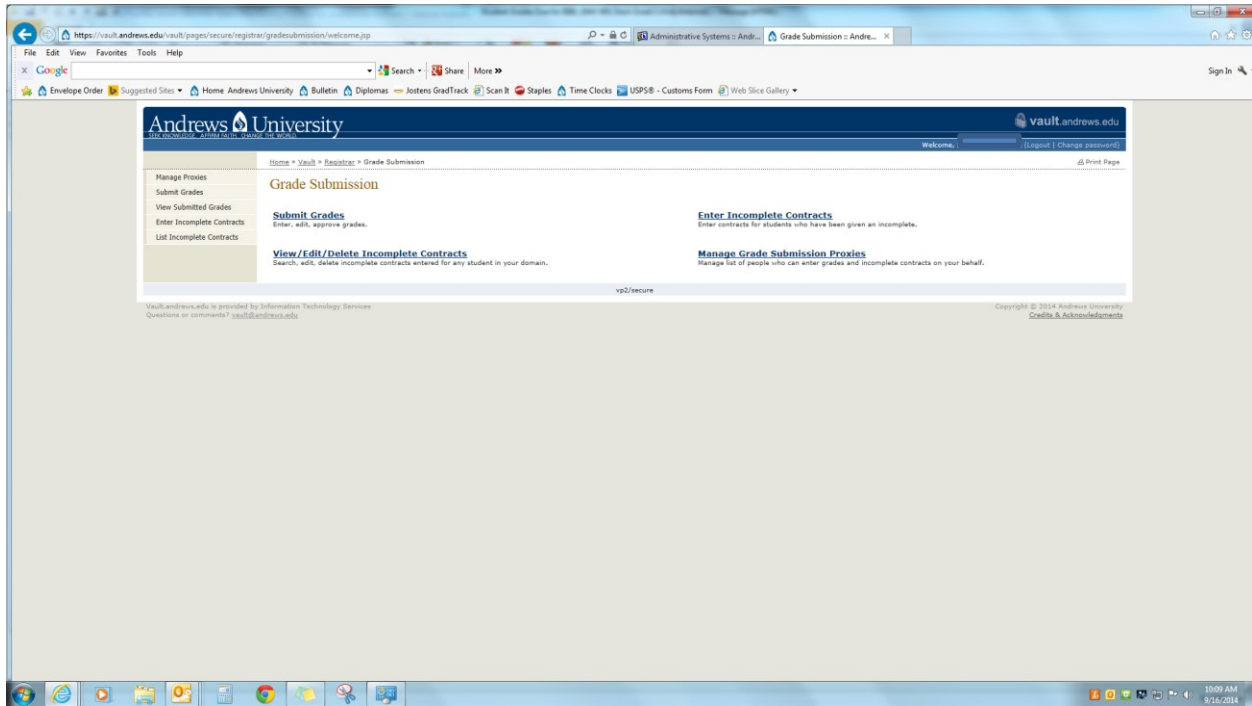 https://vault.andrews.edu/vault/pages/secure/registrar/gradesubmission/welcome.jsp
Administrative Systems :: Andr...
Grade Submission :: Andre...
File Edit View Favorites Tools Help
x Google
Search
Share
More >>
Sign In
Envelope Order
Suggested Sites
Home Andrews University
Bulletin
Diplomas
Jostens GradTrack
Scan It
Staples
Time Clocks
USPS® - Customs Form
Web Slice Gallery
Andrews University
SEEK KNOWLEDGE. AFFIRM FAITH. CHANGE THE WORLD.
vault.andrews.edu
Welcome,
(Logout | Change password)
Home > Vault > Registrar > Grade Submission
Print Page
Manage Proxies
Submit Grades
View Submitted Grades
Enter Incomplete Contracts
List Incomplete Contracts
Grade Submission
Submit Grades
Enter, edit, approve grades.
Enter Incomplete Contracts
Enter contracts for students who have been given an incomplete.
View/Edit/Delete Incomplete Contracts
Search, edit, delete incomplete contracts entered for any student in your domain.
Manage Grade Submission Proxies
Manage list of people who can enter grades and incomplete contracts on your behalf.
vp2/secure
Vault.andrews.edu is provided by Information Technology Services
Questions or comments? vault@andrews.edu
Copyright © 2014 Andrews University
Credits & Acknowledgments
10:09 AM
9/16/2014